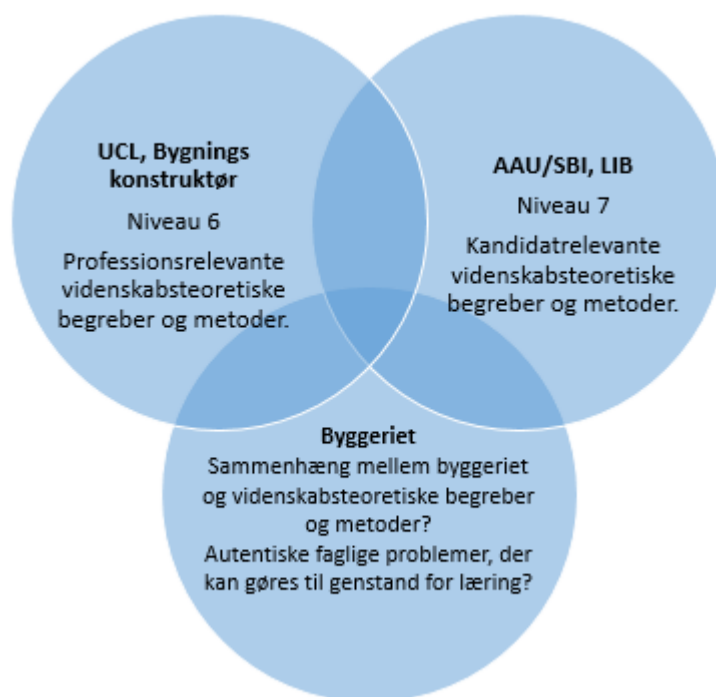 UCL, Bygnings
konstruktør
Niveau 6
Professionsrelevante
videnskabsteoretiske
begreber og metoder.
AAU/SBI, LIB
Niveau 7
Kandidatrelevante
videnskabsteoretiske
begreber og metoder.
Byggeriet
Sammenhæng mellem byggeriet
og videnskabsteoretiske begreber
og metoder?
Autentiske faglige problemer, der
kan gøres til genstand for læring?